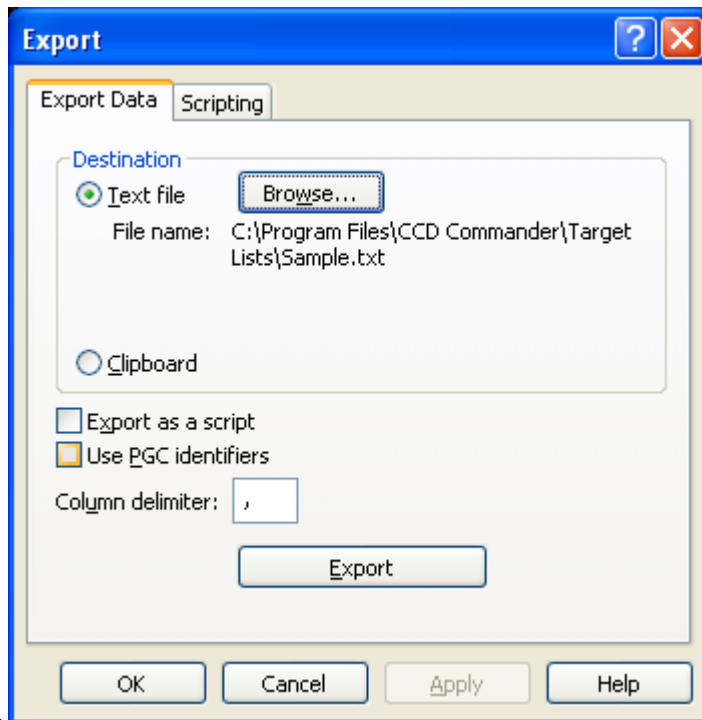 Export
Export Data
Scripting
Destination
Text file
Browse...
File name: C:\Program Files\CCD Commander\Target
Lists\Sample.txt
Clipboard
Export as a script
Use PGC identifiers
Column delimiter: ,
Export
OK Cancel Apply Help